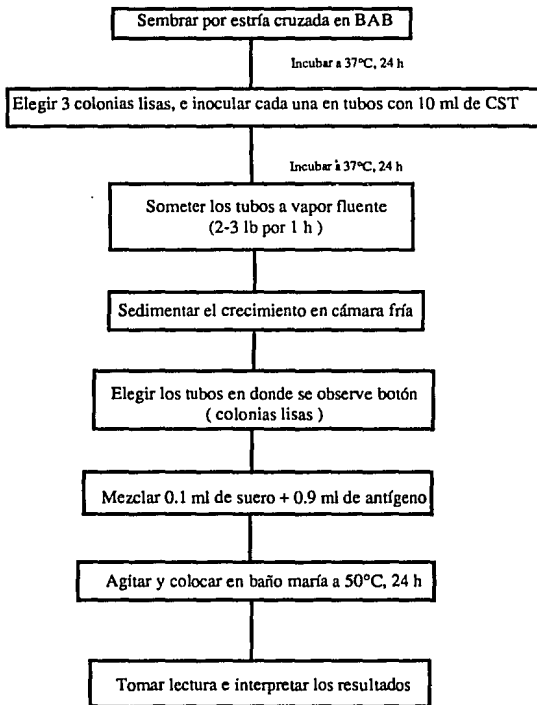 Sembrar por estría cruzada en BAB
Incubar a 37°C, 24 h
Elegir 3 colonias lisas, e inocular cada una en tubos con 10 ml de CST
Incubar a 37°C, 24 h
Someter los tubos a vapor fluente
(2-3 lb por 1 h )
Sedimentar el crecimiento en cámara fría
Elegir los tubos en donde se observe botón
( colonias lisas )
Mezclar 0.1 ml de suero + 0.9 ml de antígeno
Agitar y colocar en baño maría a 50°C, 24 h
Tomar lectura e interpretar los resultados